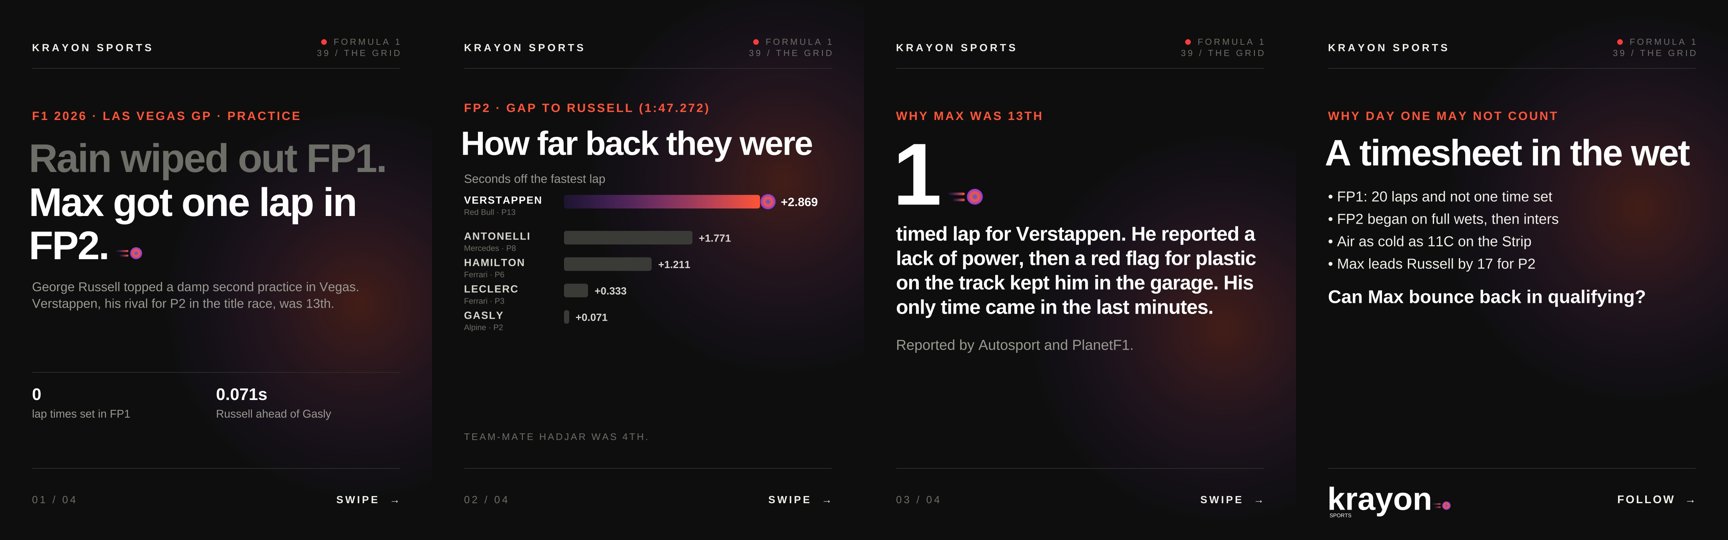 KRAYON SPORTS
FORMULA 1
39 / THE GRID
F1 2026 · LAS VEGAS GP · PRACTICE
Rain wiped out FP1.
Max got one lap in
FP2.
George Russell topped a damp second practice in Vegas.
Verstappen, his rival for P2 in the title race, was 13th.
0
lap times set in FP1
0.071s
Russell ahead of Gasly
01 / 04
SWIPE →
KRAYON SPORTS
FORMULA 1
39 / THE GRID
FP2 · GAP TO RUSSELL (1:47.272)
How far back they were
Seconds off the fastest lap
VERSTAPPEN
Red Bull · P13
+2.869
ANTONELLI
Mercedes · P8
+1.771
HAMILTON
Ferrari · P6
+1.211
LECLERC
Ferrari · P3
+0.333
GASLY
Alpine · P2
+0.071
TEAM-MATE HADJAR WAS 4TH.
02 / 04
SWIPE →
KRAYON SPORTS
FORMULA 1
39 / THE GRID
WHY MAX WAS 13TH
1
timed lap for Verstappen. He reported a
lack of power, then a red flag for plastic
on the track kept him in the garage. His
only time came in the last minutes.
Reported by Autosport and PlanetF1.
03 / 04
SWIPE →
KRAYON SPORTS
FORMULA 1
39 / THE GRID
WHY DAY ONE MAY NOT COUNT
A timesheet in the wet
• FP1: 20 laps and not one time set
• FP2 began on full wets, then inters
• Air as cold as 11C on the Strip
• Max leads Russell by 17 for P2
Can Max bounce back in qualifying?
krayon
SPORTS
FOLLOW →